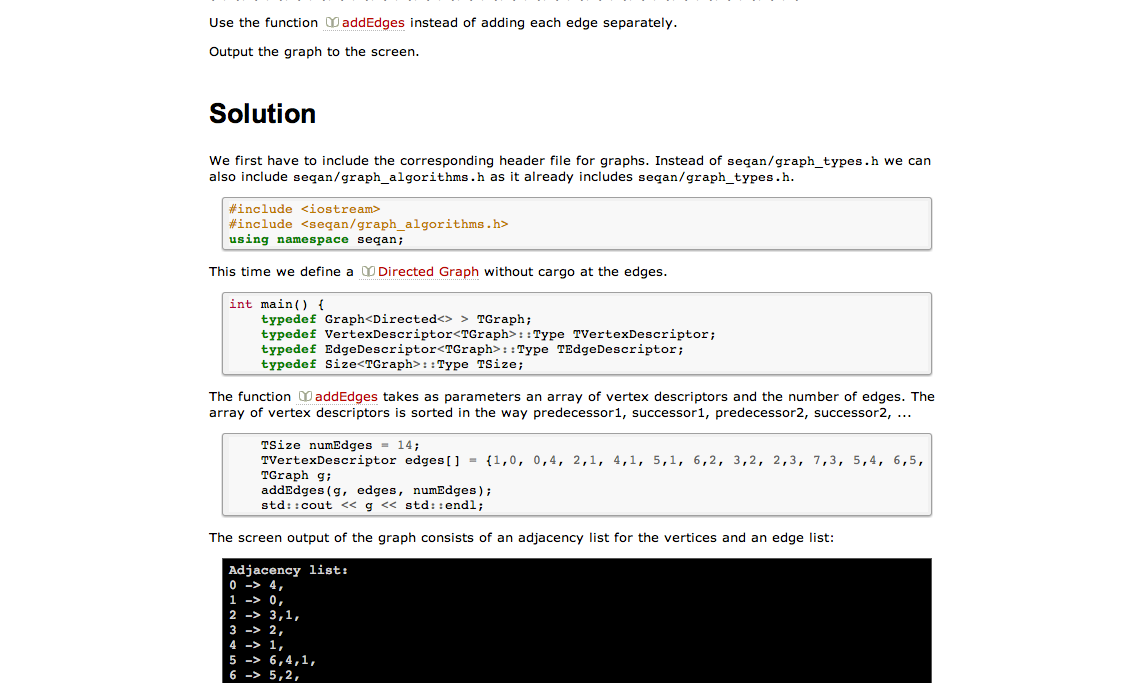 Use the function addEdges instead of adding each edge separately.
Output the graph to the screen.
Solution
We first have to include the corresponding header file for graphs. Instead of seqan/graph_types.h we can
also include seqan/graph_algorithms.h as it already includes seqan/graph_types.h.
#include <iostream>
#include <seqan/graph_algorithms.h>
using namespace seqan;
This time we define a Directed Graph without cargo at the edges.
int main() {
    typedef Graph<Directed<> > TGraph;
    typedef VertexDescriptor<TGraph>::Type TVertexDescriptor;
    typedef EdgeDescriptor<TGraph>::Type TEdgeDescriptor;
    typedef Size<TGraph>::Type TSize;
The function addEdges takes as parameters an array of vertex descriptors and the number of edges. The
array of vertex descriptors is sorted in the way predecessor1, successor1, predecessor2, successor2, ...
    TSize numEdges = 14;
    TVertexDescriptor edges[] = {1,0, 0,4, 2,1, 4,1, 5,1, 6,2, 3,2, 2,3, 7,3, 5,4, 6,5,
    TGraph g;
    addEdges(g, edges, numEdges);
    std::cout << g << std::endl;
The screen output of the graph consists of an adjacency list for the vertices and an edge list:
Adjacency list:
0 -> 4,
1 -> 0,
2 -> 3,1,
3 -> 2,
4 -> 1,
5 -> 6,4,1,
6 -> 5,2,